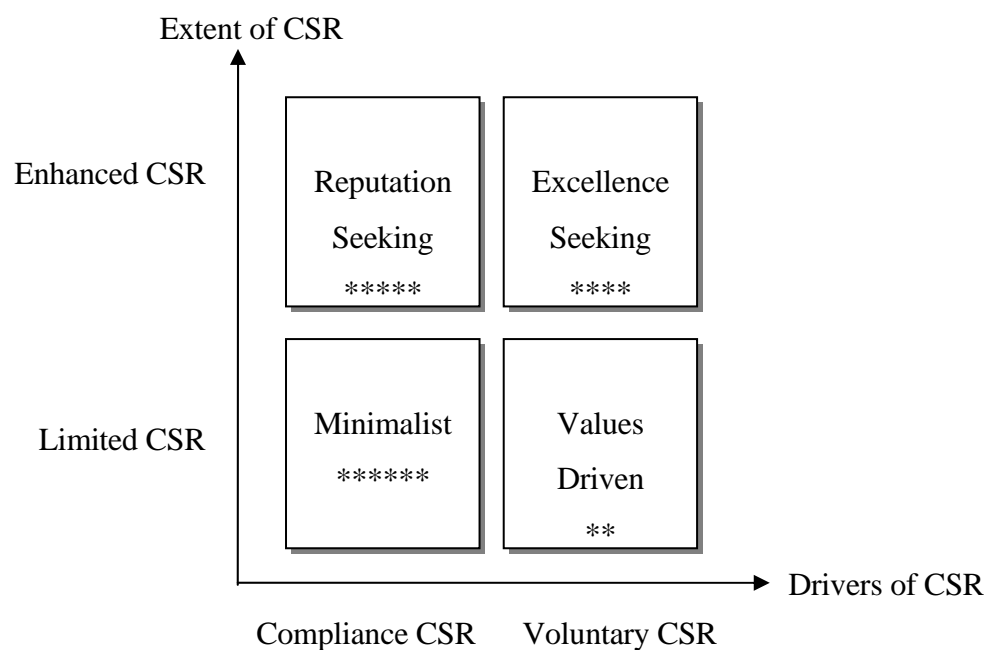 Extent of CSR
Enhanced CSR
Reputation
Seeking
*****
Excellence
Seeking
****
Limited CSR
Minimalist
******
Values
Driven
**
Drivers of CSR
Compliance CSR
Voluntary CSR